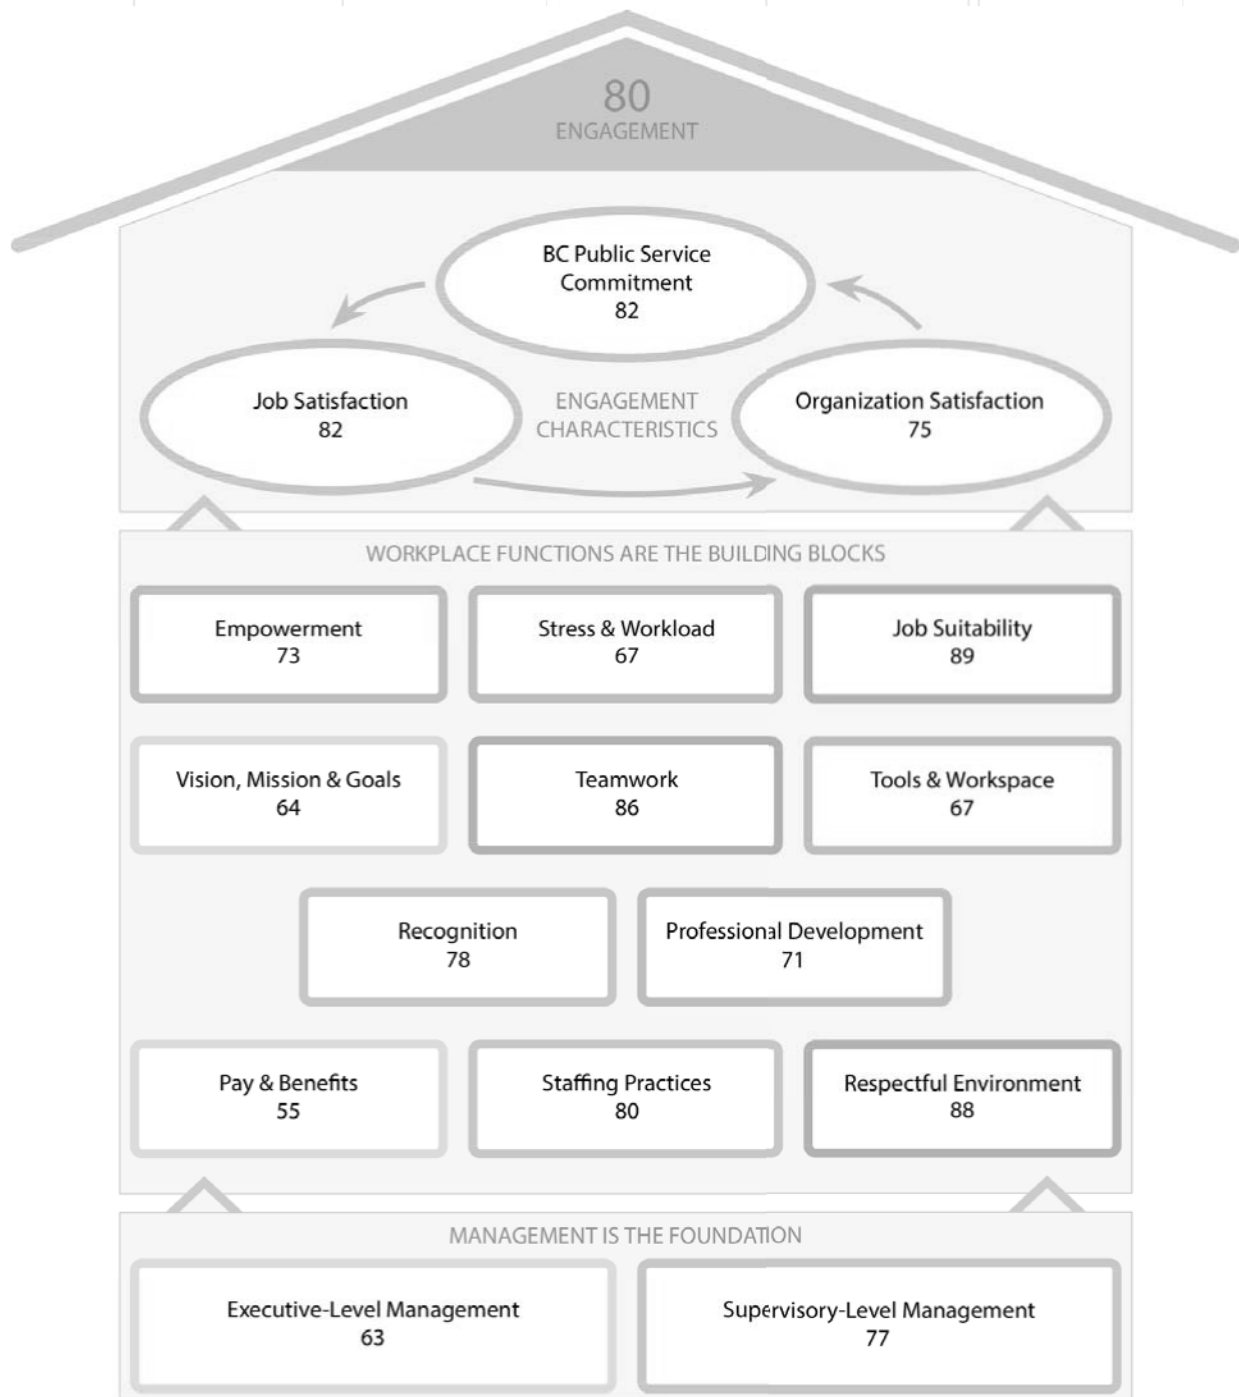 80
ENGAGEMENT
BC Public Service
Commitment
82
Job Satisfaction
82
ENGAGEMENT
CHARACTERISTICS
Organization Satisfaction
75
WORKPLACE FUNCTIONS ARE THE BUILDING BLOCKS
Empowerment
73
Stress & Workload
67
Job Suitability
89
Vision, Mission & Goals
64
Teamwork
86
Tools & Workspace
67
Recognition
78
Professional Development
71
Pay & Benefits
55
Staffing Practices
80
Respectful Environment
88
MANAGEMENT IS THE FOUNDATION
Executive-Level Management
63
Supervisory-Level Management
77